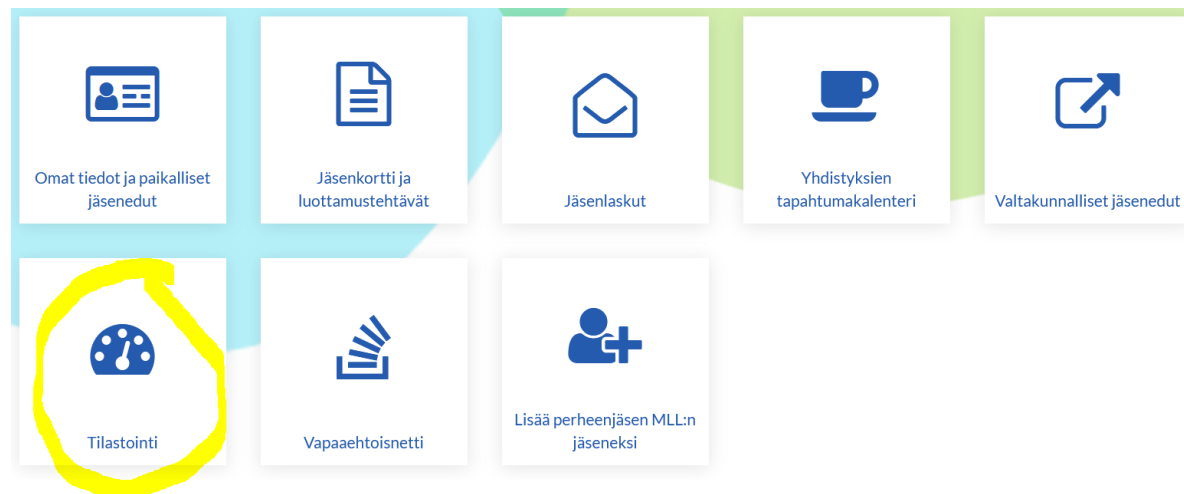 Omat tiedot ja paikalliset
jäsenedut
Jäsenkortti ja
luottamustehtävät
Jäsenlaskut
Yhdistyksien
tapahtumakalenteri
Valtakunnalliset jäsenedut
Tilastointi
Vapaaehtoisnetti
Lisää perheenjäsen MLL:n
jäseneksi